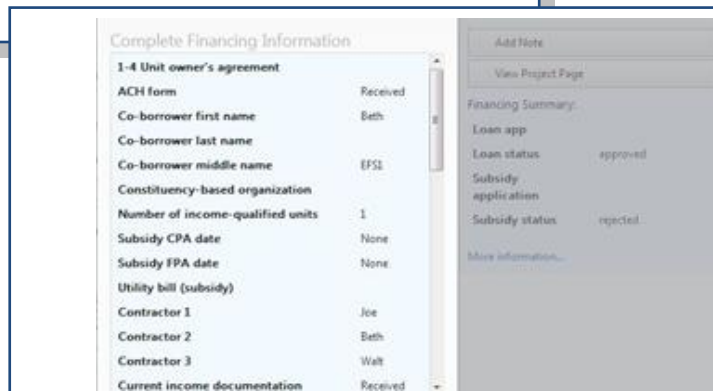 Complete Financing Information
1-4 Unit owner's agreement
ACH form Received
Co-borrower first name Beth
Co-borrower last name
Co-borrower middle name EFS1
Constituency-based organization
Number of income-qualified units 1
Subsidy CPA date None
Subsidy FPA date None
Utility bill (subsidy)
Contractor 1 Joe
Contractor 2 Beth
Contractor 3 Walt
Current income documentation Received
Add Note
View Project Page
Financing Summary:
Loan app
Loan status approved
Subsidy
application
Subsidy status rejected
More information...